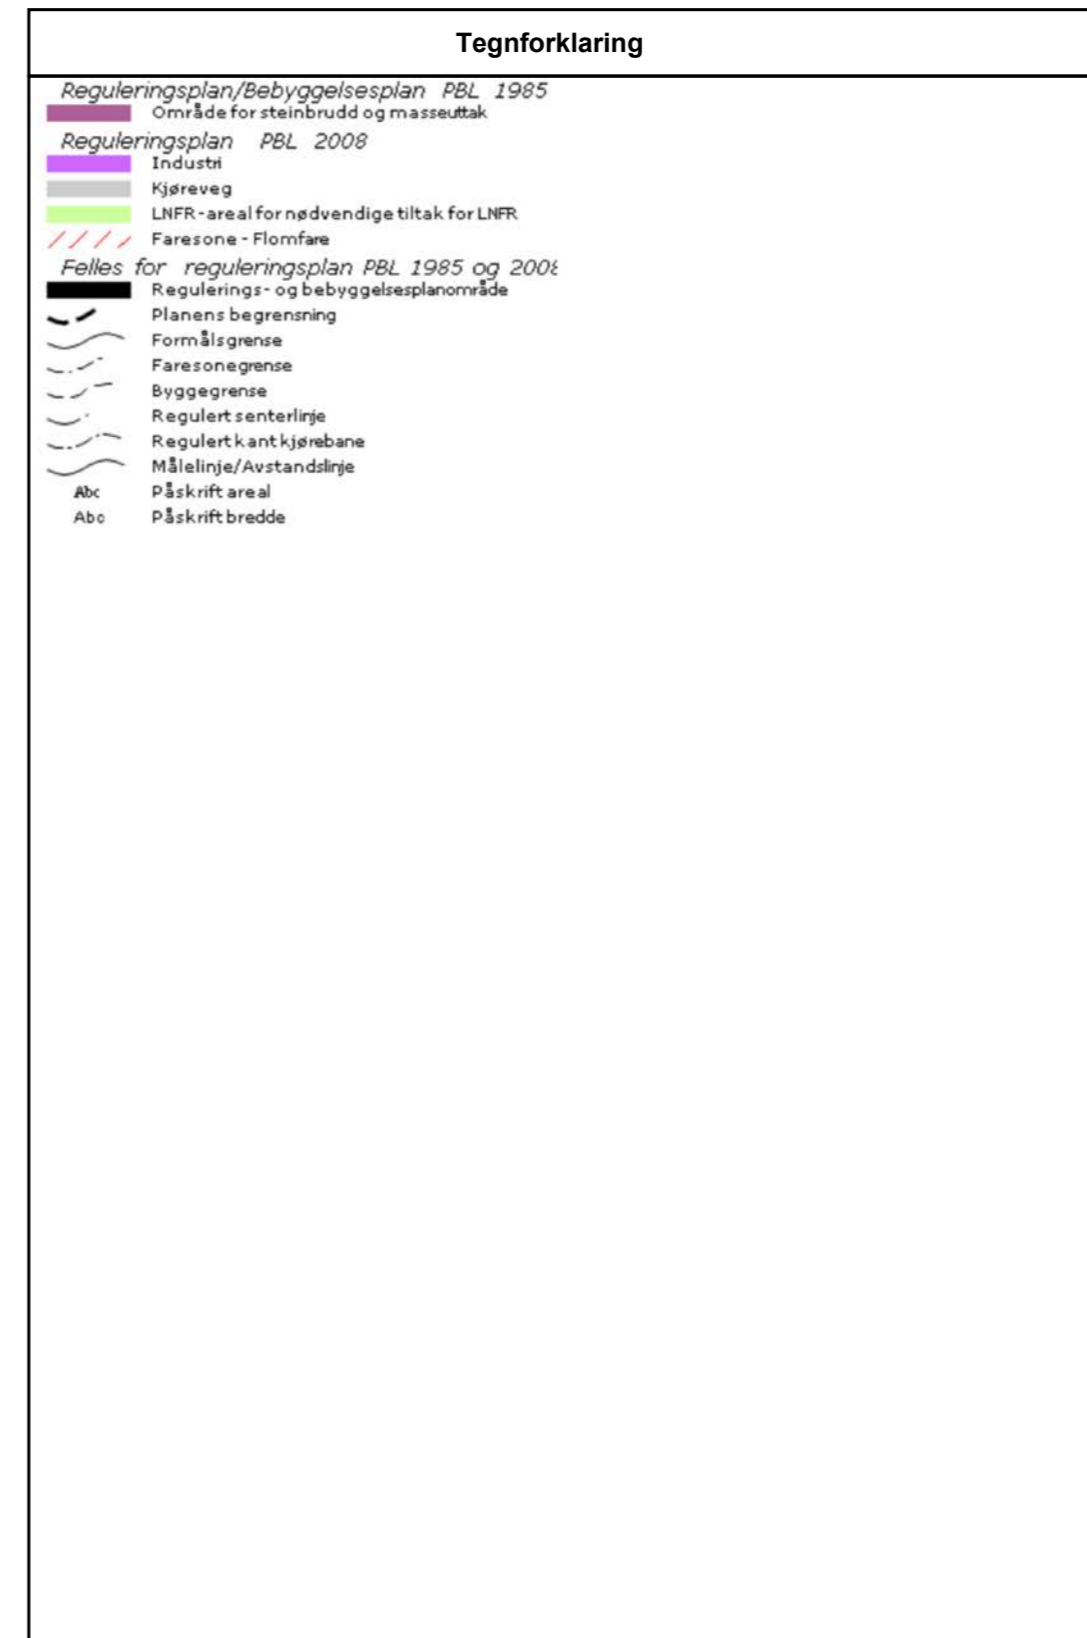 Tegnforklaring
Reguleringsplan/Bebyggelsesplan PBL 1985
Område for steinbrudd og masseuttak
Reguleringsplan PBL 2008
Industri
Kjøreveg
LNFR-areal for nødvendige tiltak for LNFR
Faresone - Flomfare
Felles for reguleringsplan PBL 1985 og 2008
Regulerings- og bebyggelsesplanområde
Planens begrensning
Formålsgrense
Faresonegrense
Byggegrense
Regulert senterlinje
Regulert kant kjørebane
Målelinje/Avstandslinje
Abc Påskrift areal
Abc Påskrift bredde